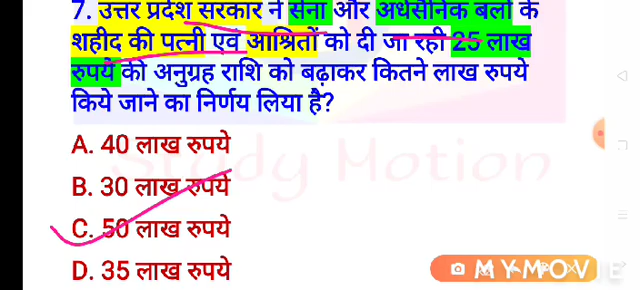 7. उत्तर प्रदेश सरकार ने सेना और अर्धसैनिक बलों के
शहीद की पत्नी एवं आश्रितों को दी जा रही 25 लाख
रुपये की अनुग्रह राशि को बढ़ाकर कितने लाख रुपये
किये जाने का निर्णय लिया है?
A. 40 लाख रुपये
B. 30 लाख रुपये
C. 50 लाख रुपये
D. 35 लाख रुपये
Study Motion
MYMOVIE